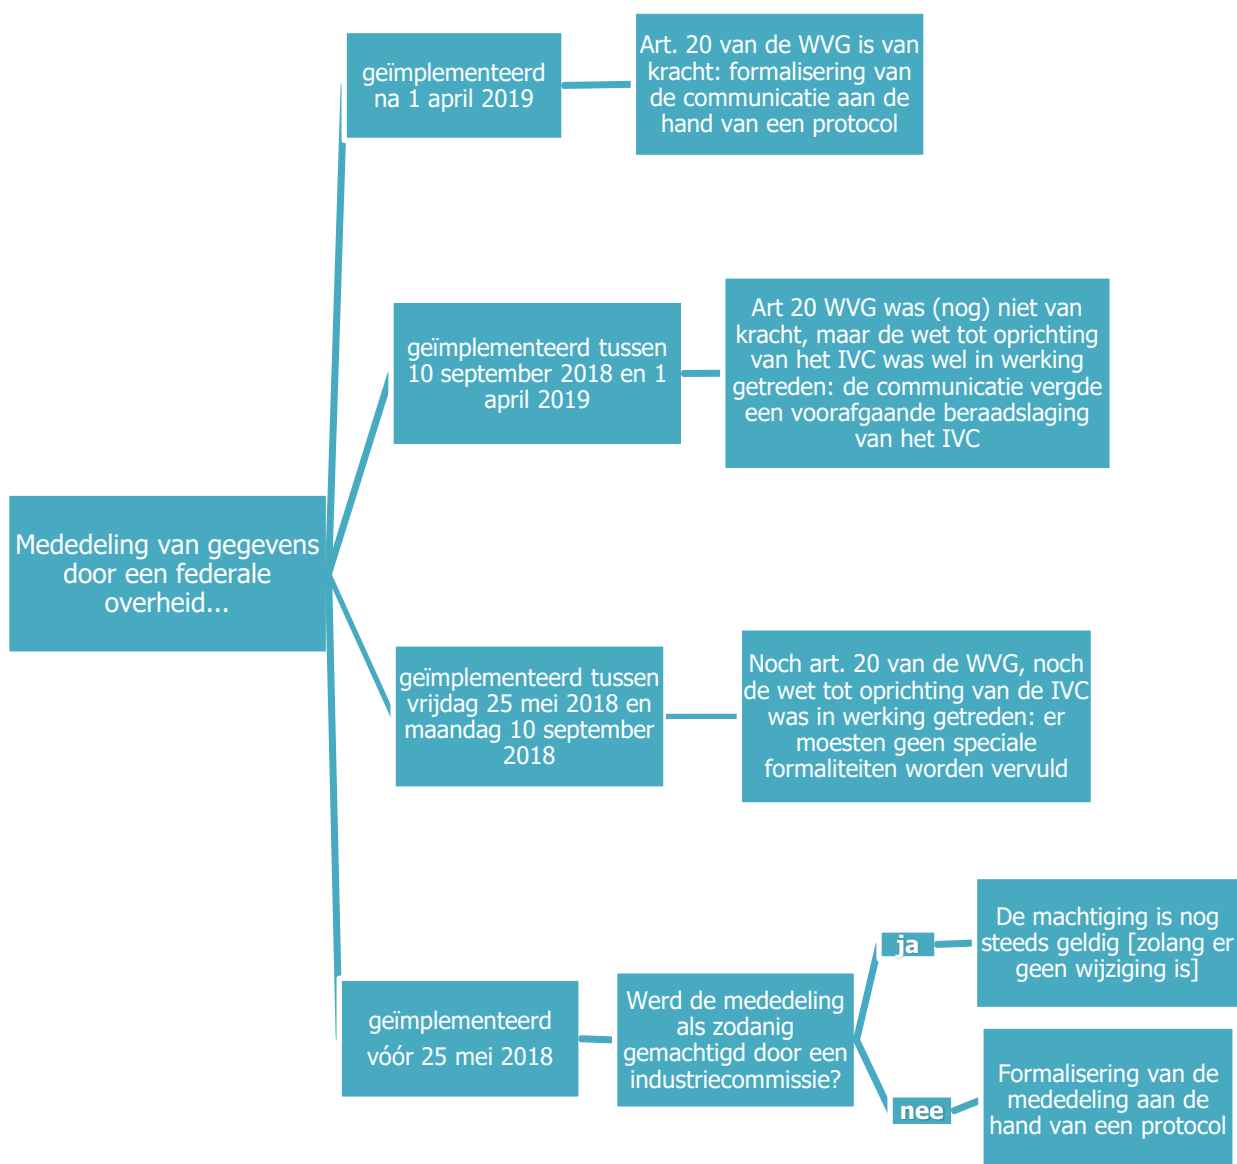 geïmplementeerd
na 1 april 2019
Art. 20 van de WVG is van
kracht: formalisering van
de communicatie aan de
hand van een protocol
geïmplementeerd tussen
10 september 2018 en 1
april 2019
Art 20 WVG was (nog) niet van
kracht, maar de wet tot oprichting
van het IVC was wel in werking
getreden: de communicatie vergde
een voorafgaande beraadslaging
van het IVC
Mededeling van gegevens
door een federale
overheid...
geïmplementeerd tussen
vrijdag 25 mei 2018 en
maandag 10 september
2018
Noch art. 20 van de WVG, noch
de wet tot oprichting van de IVC
was in werking getreden: er
moesten geen speciale
formaliteiten worden vervuld
geïmplementeerd
vóór 25 mei 2018
Werd de mededeling
als zodanig
gemachtigd door een
industriecommissie?
ja
De machtiging is nog
steeds geldig [zolang er
geen wijziging is]
nee
Formalisering van de
mededeling aan de
hand van een protocol